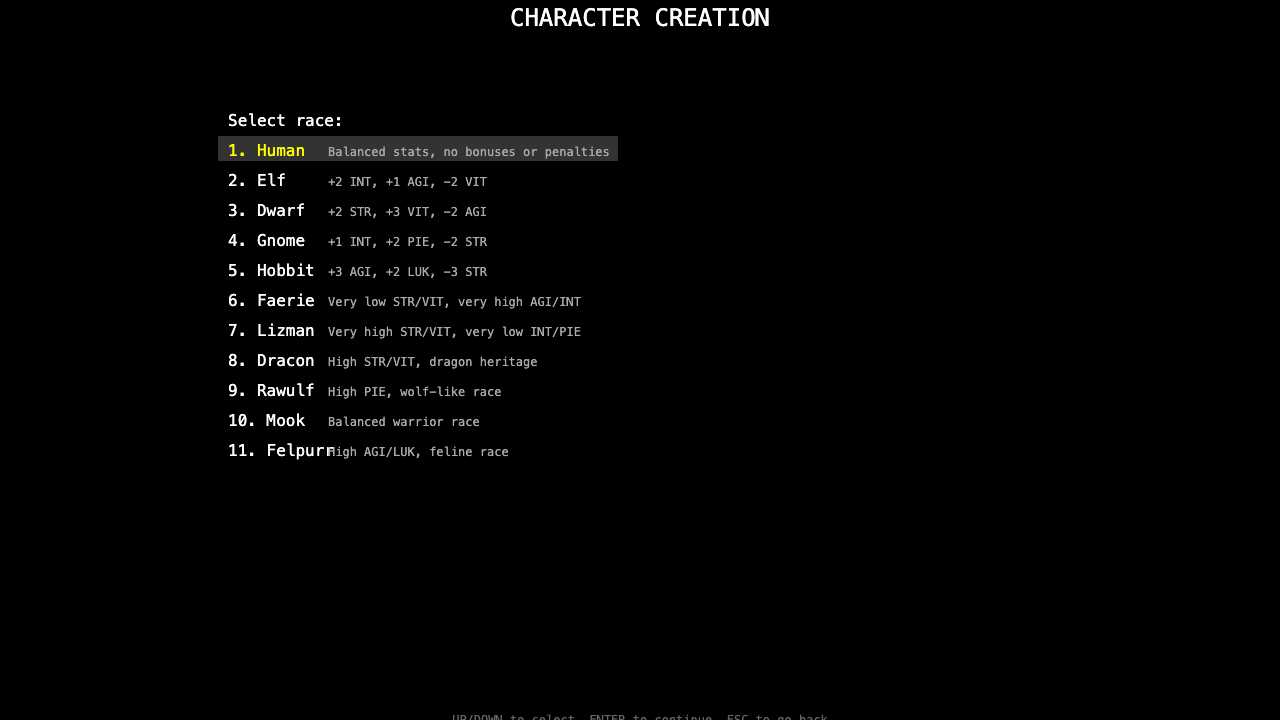 CHARACTER CREATION
Select race:
1. Human Balanced stats, no bonuses or penalties
2. Elf +2 INT, +1 AGI, -2 VIT
3. Dwarf +2 STR, +3 VIT, -2 AGI
4. Gnome +1 INT, +2 PIE, -2 STR
5. Hobbit +3 AGI, +2 LUK, -3 STR
6. Faerie Very low STR/VIT, very high AGI/INT
7. Lizman Very high STR/VIT, very low INT/PIE
8. Dracon High STR/VIT, dragon heritage
9. Rawulf High PIE, wolf-like race
10. Mook Balanced warrior race
11. Felpurr High AGI/LUK, feline race
UP/DOWN to select, ENTER to continue, ESC to go back